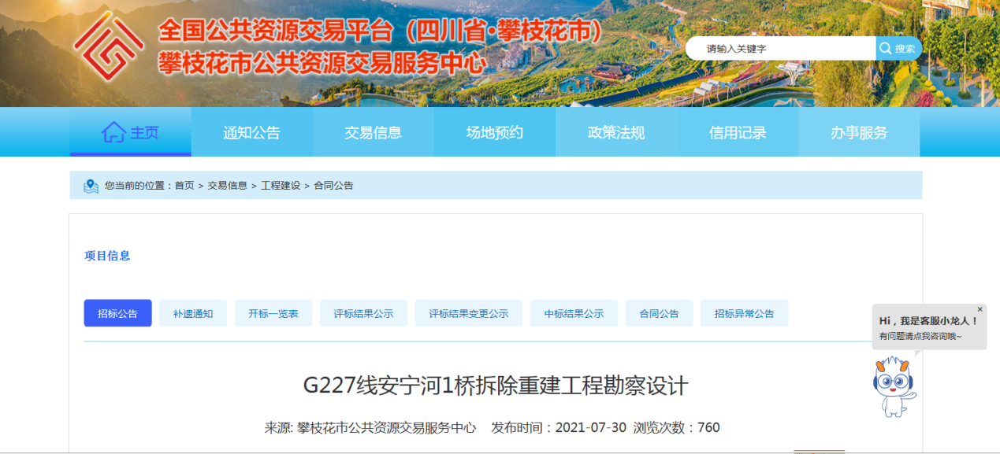 全国公共资源交易平台（四川省·攀枝花市）
攀枝花市公共资源交易服务中心
请输入关键字 搜索
主页 通知公告 交易信息 场地预约 政策法规 信用记录 办事服务
您当前的位置：首页 > 交易信息 > 工程建设 > 合同公告
项目信息
招标公告 补遗通知 开标一览表 评标结果公示 评标结果变更公示 中标结果公示 合同公告 招标异常公告
×
Hi，我是客服小龙人！
有问题请点我咨询哦~
G227线安宁河1桥拆除重建工程勘察设计
来源: 攀枝花市公共资源交易服务中心 发布时间：2021-07-30 浏览次数：760